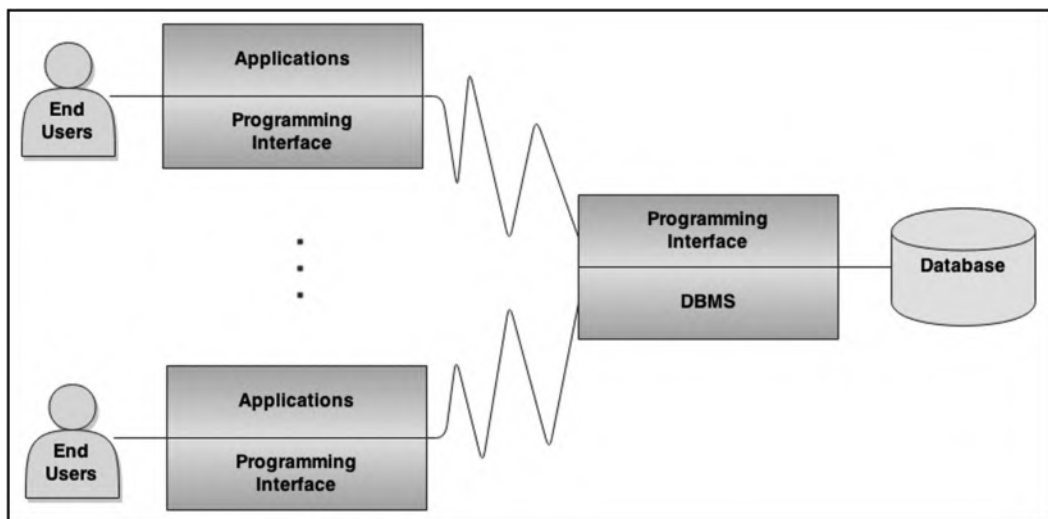 End
Users
Applications
Programming
Interface
Programming
Interface
DBMS
Database
End
Users
Applications
Programming
Interface